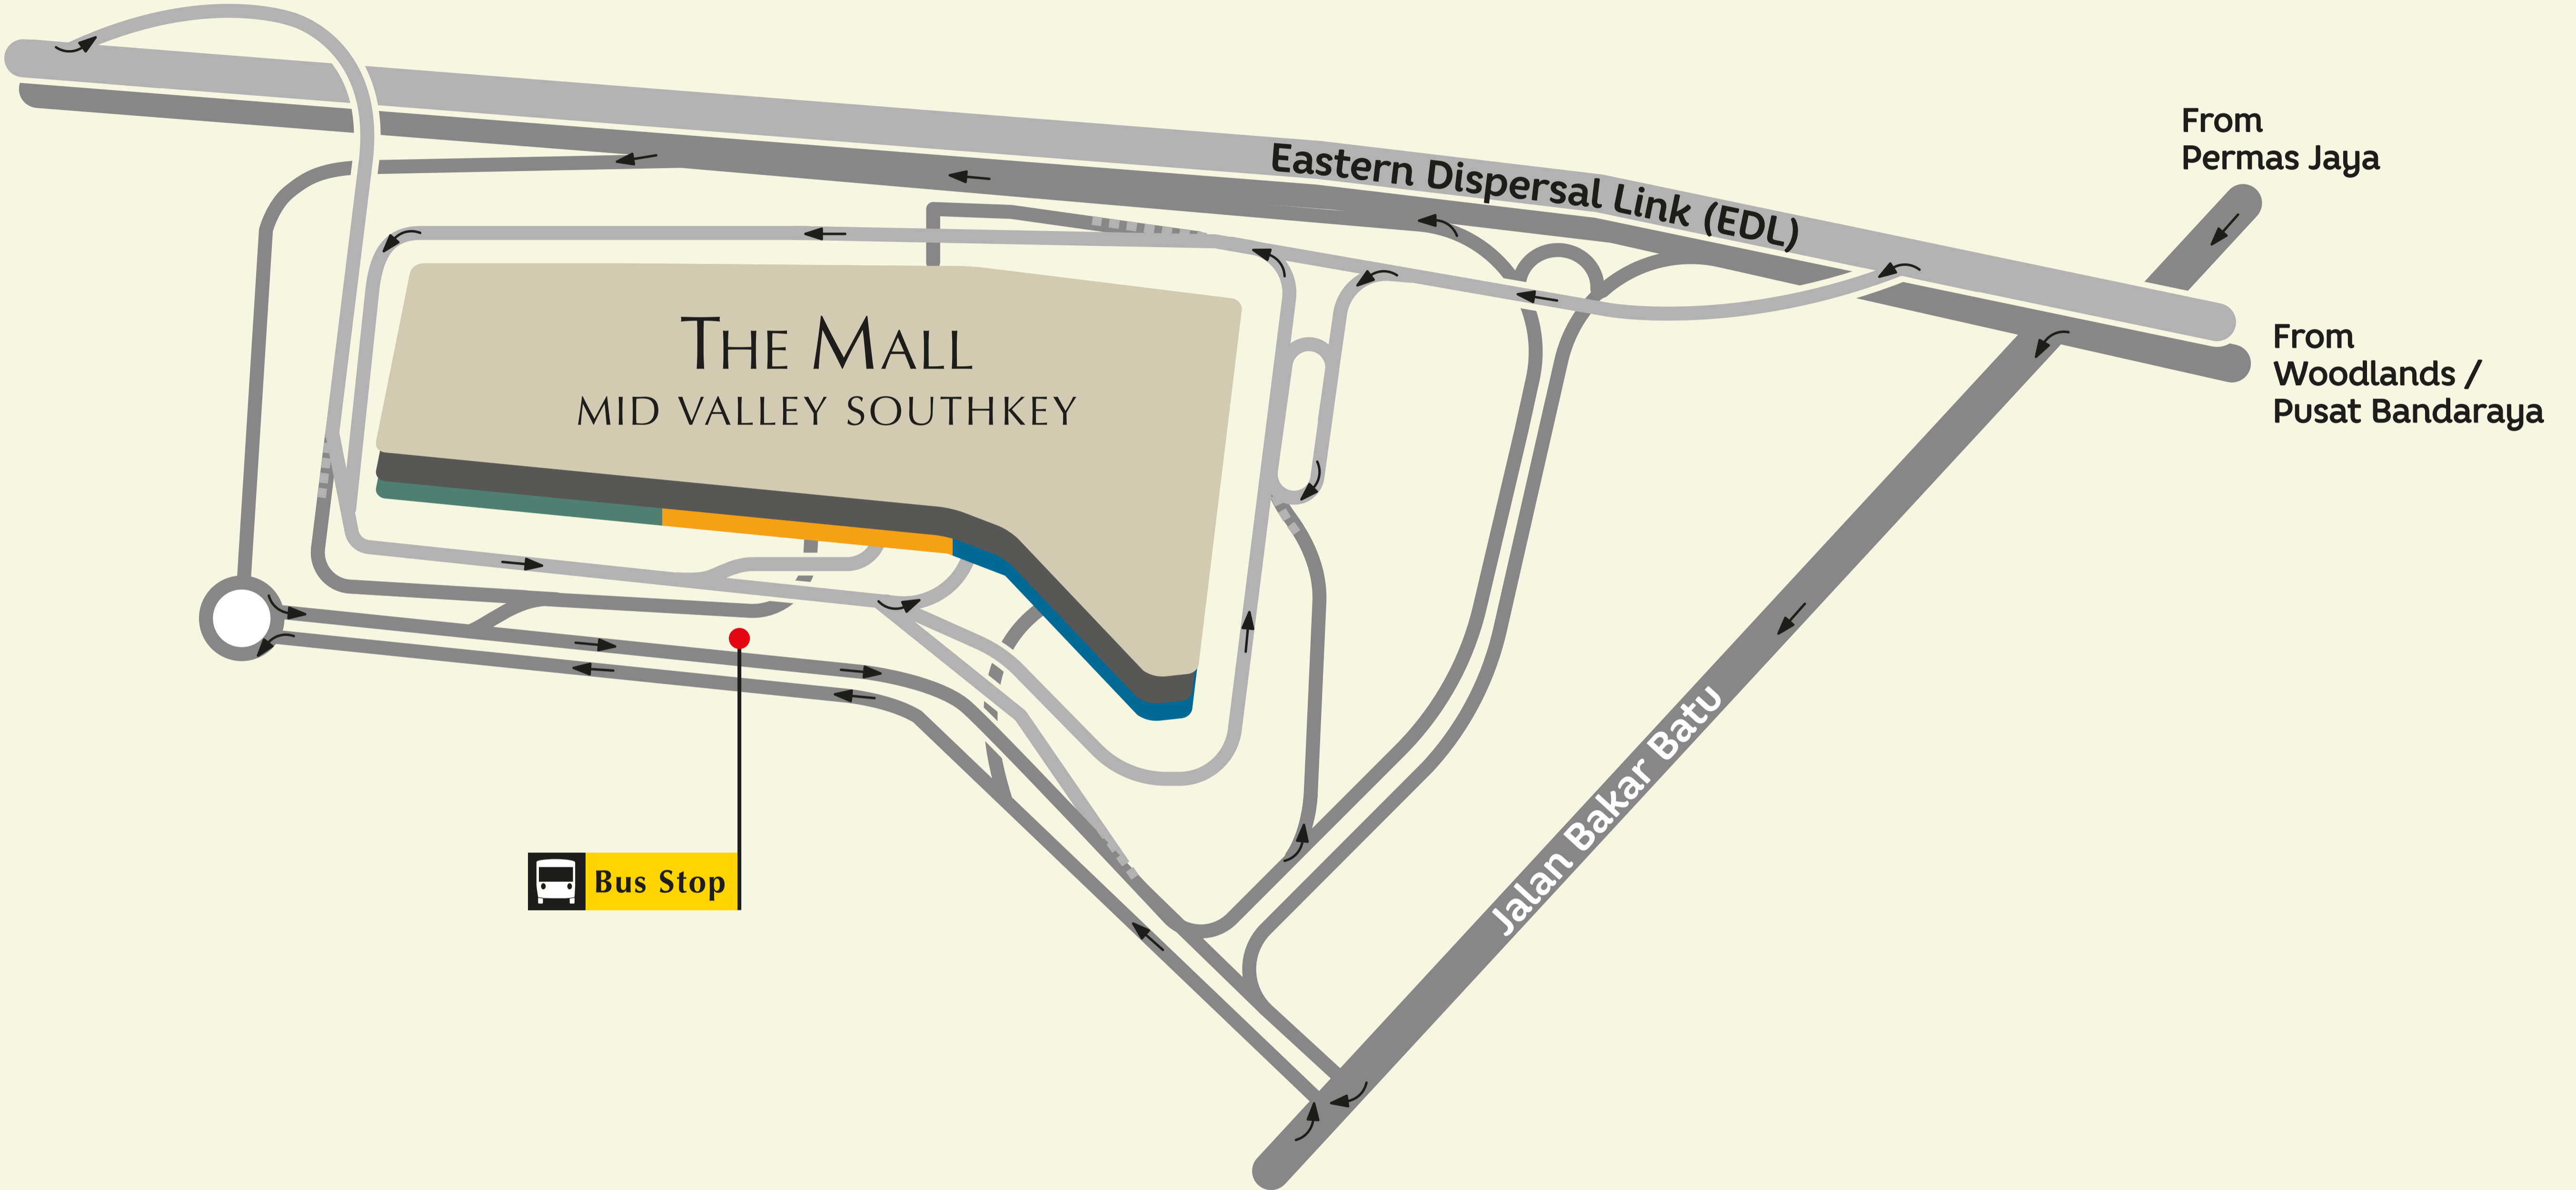 From
Permas Jaya
Eastern Dispersal Link (EDL)
From
Woodlands /
Pusat Bandaraya
THE MALL
MID VALLEY SOUTHKEY
Jalan Bakar Batu
Bus Stop